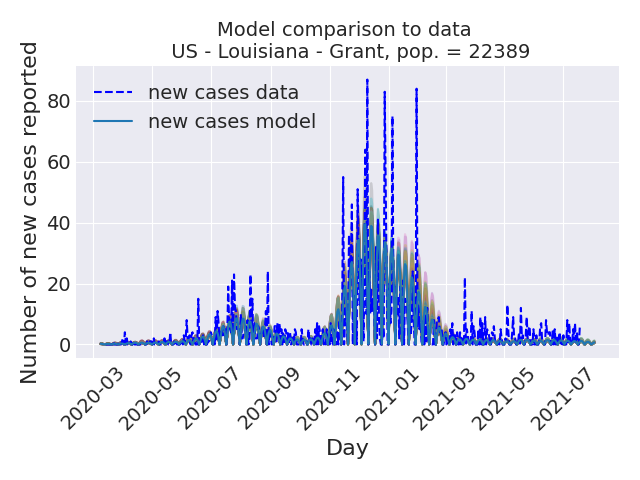 Model comparison to data
US - Louisiana - Grant, pop. = 22389
Number of new cases reported
80
60
40
20
0
new cases data
new cases model
2020-03
2020-05
2020-07
2020-09
2020-11
2021-01
2021-03
2021-05
2021-07
Day